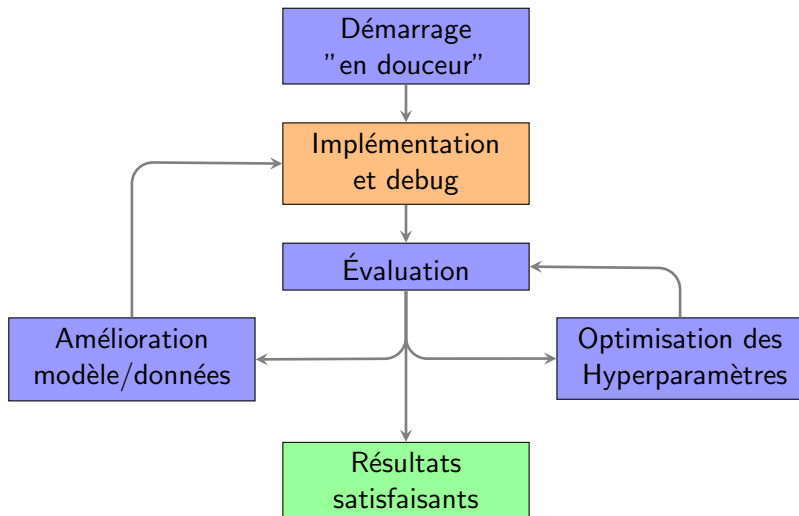 Démarrage
"en douceur"
Implémentation
et debug
Évaluation
Amélioration
modèle/données
Optimisation des
Hyperparamètres
Résultats
satisfaisants